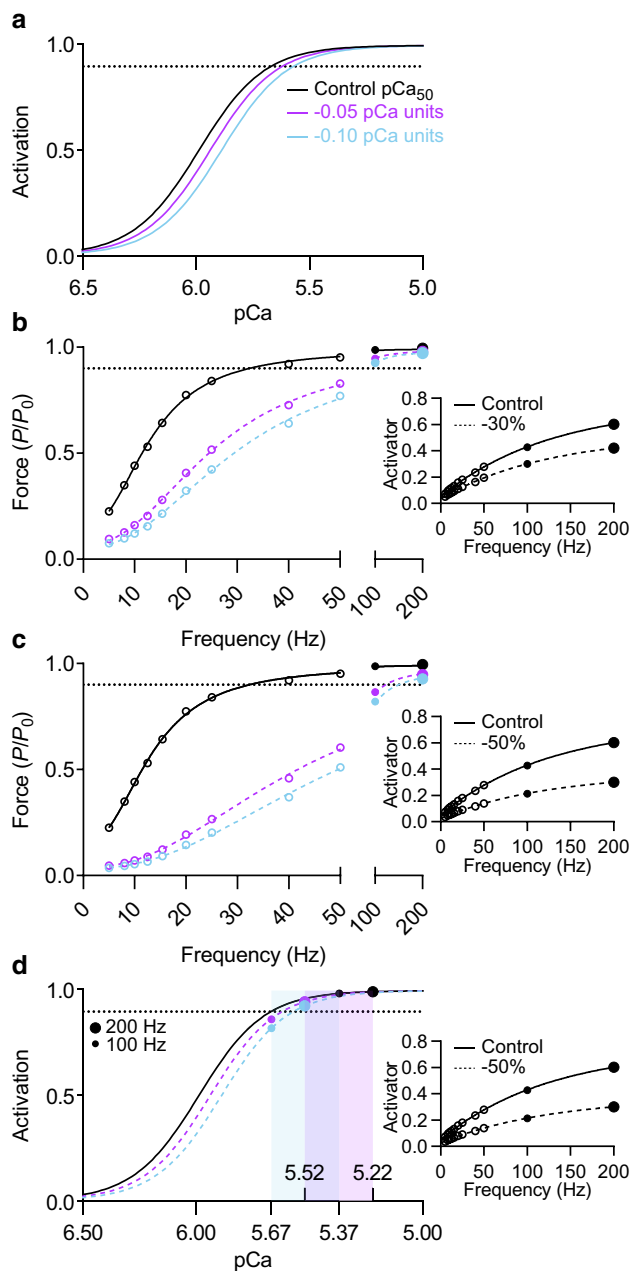 a
1.0
0.5
0.0
Activation
Control pCa50
-0.05 pCa units
-0.10 pCa units
6.5 6.0 5.5 5.0
pCa
b
1.0
0.5
0.0
Force (P/P0)
0 10 20 30 40 50 100 200
Frequency (Hz)
0.8
0.6
0.4
0.2
0.0
Activator
Control
-30%
0 50 100 150 200
Frequency (Hz)
c
1.0
0.5
0.0
Force (P/P0)
0 10 20 30 40 50 100 200
Frequency (Hz)
0.8
0.6
0.4
0.2
0.0
Activator
Control
-50%
0 50 100 150 200
Frequency (Hz)
d
1.0
0.5
0.0
Activation
200 Hz
100 Hz
5.52 5.22
6.50 6.00 5.67 5.37 5.00
pCa
0.8
0.6
0.4
0.2
0.0
Activator
Control
-50%
0 50 100 150 200
Frequency (Hz)